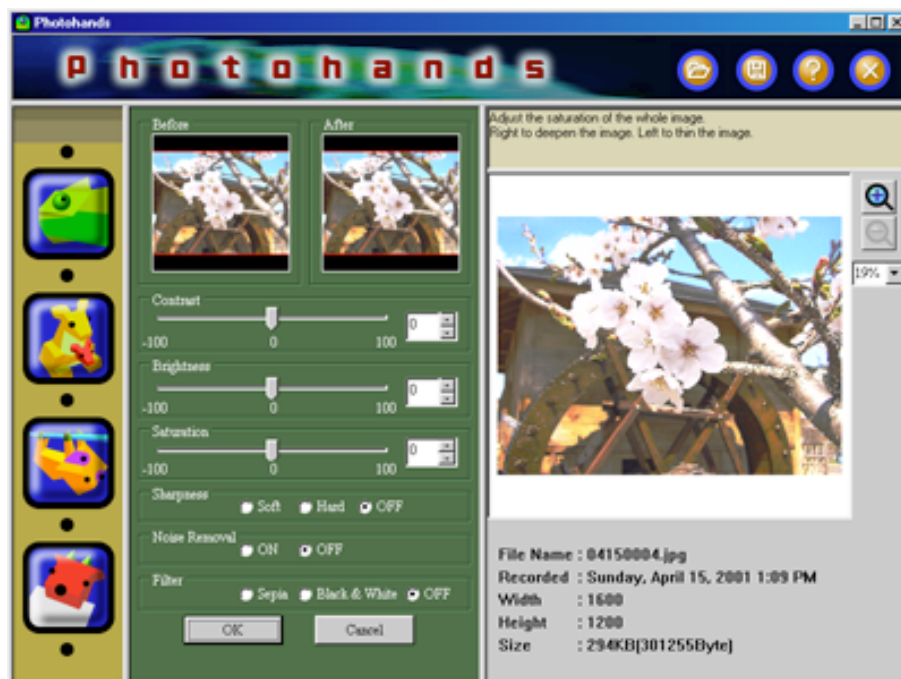 Photohands
Photohands
Before After
Adjust the saturation of the whole image.
Right to deepen the image. Left to thin the image.
19%
Contrast
0
-100 0 100
Brightness
0
-100 0 100
Saturation
0
-100 0 100
Sharpness
Soft Hard OFF
Noise Removal
ON OFF
Filter
Sepia Black & White OFF
OK Cancel
File Name : 04150004.jpg
Recorded : Sunday, April 15, 2001 1:09 PM
Width : 1600
Height : 1200
Size : 294KB[301255Byte]